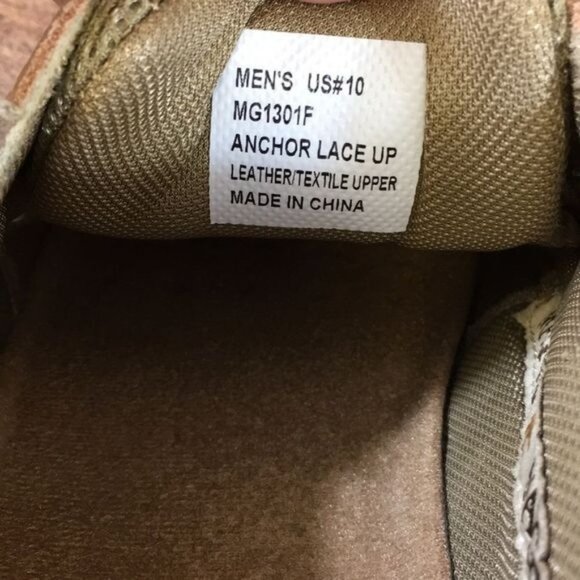 MEN'S US#10
MG1301F
ANCHOR LACE UP
LEATHER/TEXTILE UPPER
MADE IN CHINA